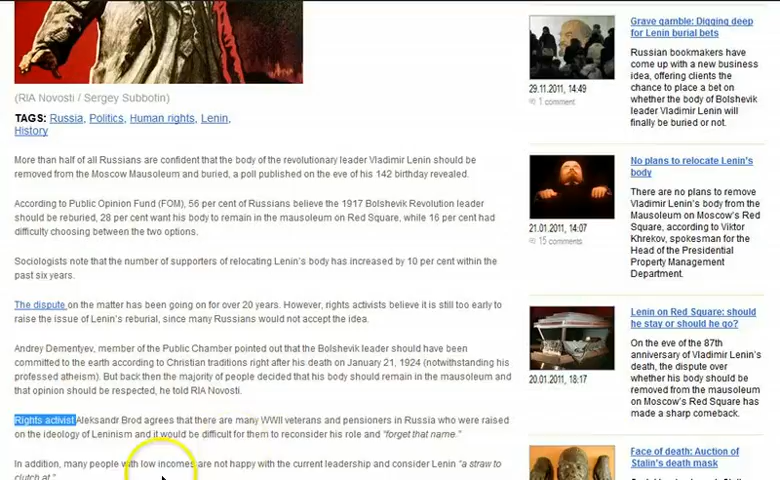 (RIA Novosti / Sergey Subbotin)
TAGS: Russia, Politics, Human rights, Lenin,
History
More than half of all Russians are confident that the body of the revolutionary leader Vladimir Lenin should be
removed from the Moscow Mausoleum and buried, a poll published on the eve of his 142 birthday revealed.
According to Public Opinion Fund (FOM), 56 per cent of Russians believe the 1917 Bolshevik Revolution leader
should be reburied, 28 per cent want his body to remain in the mausoleum on Red Square, while 16 per cent had
difficulty choosing between the two options.
Sociologists note that the number of supporters of relocating Lenin's body has increased by 10 per cent within the
past six years.
The dispute on the matter has been going on for over 20 years. However, rights activists believe it is still too early to
raise the issue of Lenin's reburial, since many Russians would not accept the idea.
Andrey Dementyev, member of the Public Chamber pointed out that the Bolshevik leader should have been
committed to the earth according to Christian traditions right after his death on January 21, 1924 (notwithstanding his
professed atheism). But back then the majority of people decided that his body should remain in the mausoleum and
that opinion should be respected, he told RIA Novosti.
Rights activist Aleksandr Brod agrees that there are many WWII veterans and pensioners in Russia who were raised
on the ideology of Leninism and it would be difficult for them to reconsider his role and "forget that name."
In addition, many people with low incomes are not happy with the current leadership and consider Lenin "a straw to
clutch at."
Grave gamble: Digging deep
for Lenin burial bets
29.11.2011, 14:49
1 comment
Russian bookmakers have
come up with a new business
idea, offering clients the
chance to place a bet on
whether the body of Bolshevik
leader Vladimir Lenin will
finally be buried or not.
No plans to relocate Lenin's
body
21.01.2011, 14:07
15 comments
There are no plans to remove
Vladimir Lenin's body from the
Mausoleum on Moscow's Red
Square, according to Viktor
Khrekov, spokesman for the
Head of the Presidential
Property Management
Department.
Lenin on Red Square: should
he stay or should he go?
20.01.2011, 18:17
On the eve of the 87th
anniversary of Vladimir Lenin's
death, the dispute over
whether his body should be
removed from the mausoleum
on Moscow's Red Square has
made a sharp comeback.
Face of death: Auction of
Stalin's death mask